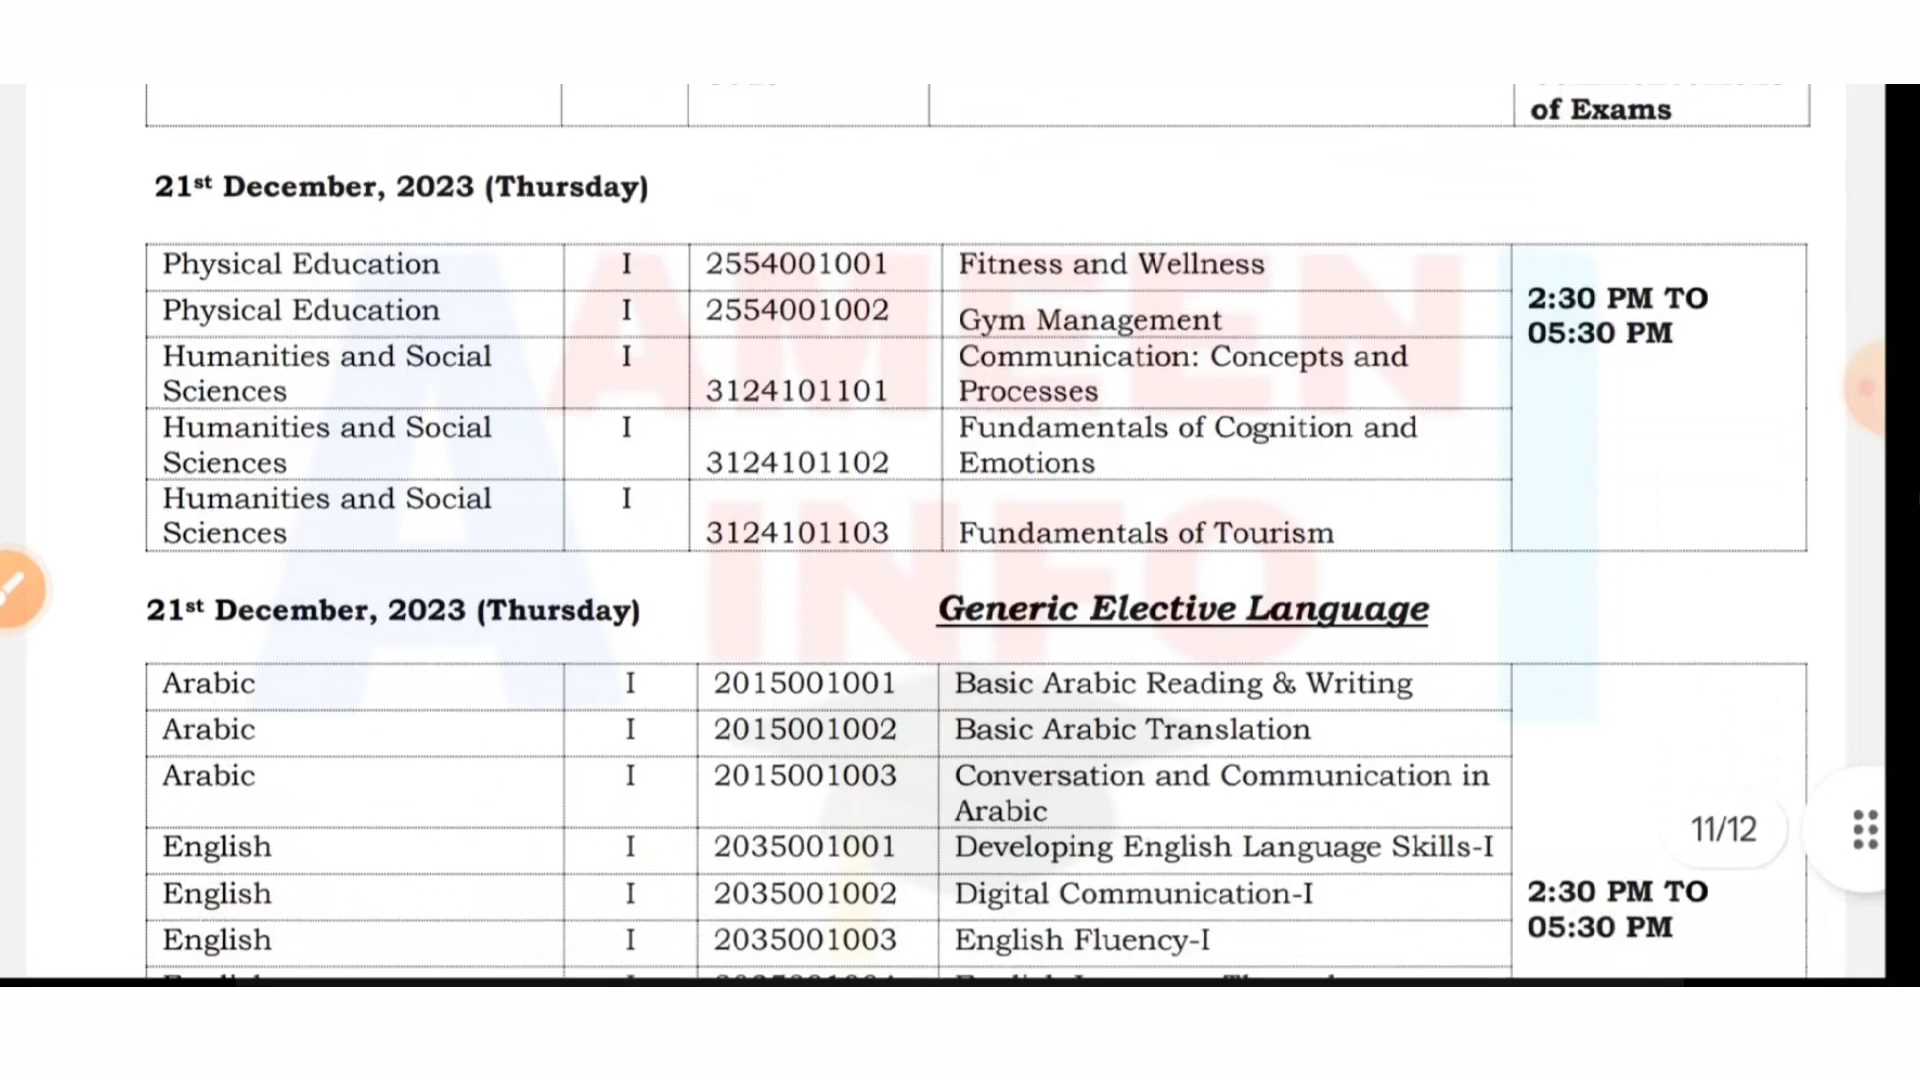 of Exams
21st December, 2023 (Thursday)
Physical Education I 2554001001 Fitness and Wellness
2:30 PM TO
05:30 PM
Physical Education I 2554001002 Gym Management
Humanities and Social I Communication: Concepts and
Sciences 3124101101 Processes
Humanities and Social I Fundamentals of Cognition and
Sciences 3124101102 Emotions
Humanities and Social I
Sciences 3124101103 Fundamentals of Tourism
21st December, 2023 (Thursday) Generic Elective Language
Arabic I 2015001001 Basic Arabic Reading & Writing
Arabic I 2015001002 Basic Arabic Translation
Arabic I 2015001003 Conversation and Communication in
Arabic
English I 2035001001 Developing English Language Skills-I
English I 2035001002 Digital Communication-I
English I 2035001003 English Fluency-I
2:30 PM TO
05:30 PM
11/12
AMEEN
INFO